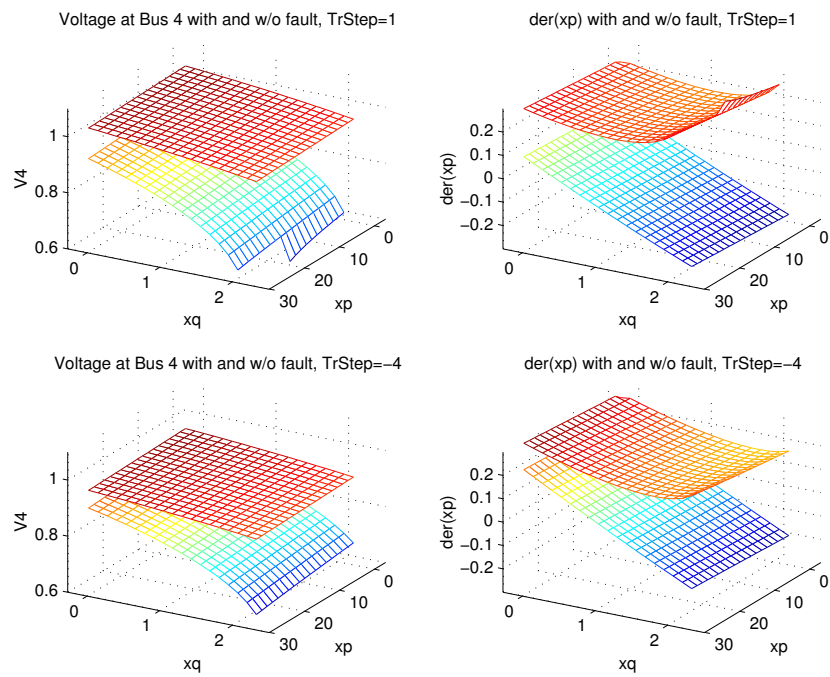 Voltage at Bus 4 with and w/o fault, TrStep=1
1
0.8
0.6
V4
0
1
2
xq
30
20
10
0
xp
der(xp) with and w/o fault, TrStep=1
0.2
0.1
0
−0.1
−0.2
der(xp)
0
1
2
xq
30
20
10
0
xp
Voltage at Bus 4 with and w/o fault, TrStep=−4
1
0.8
0.6
V4
0
1
2
xq
30
20
10
0
xp
der(xp) with and w/o fault, TrStep=−4
0.2
0.1
0
−0.1
−0.2
der(xp)
0
1
2
xq
30
20
10
0
xp